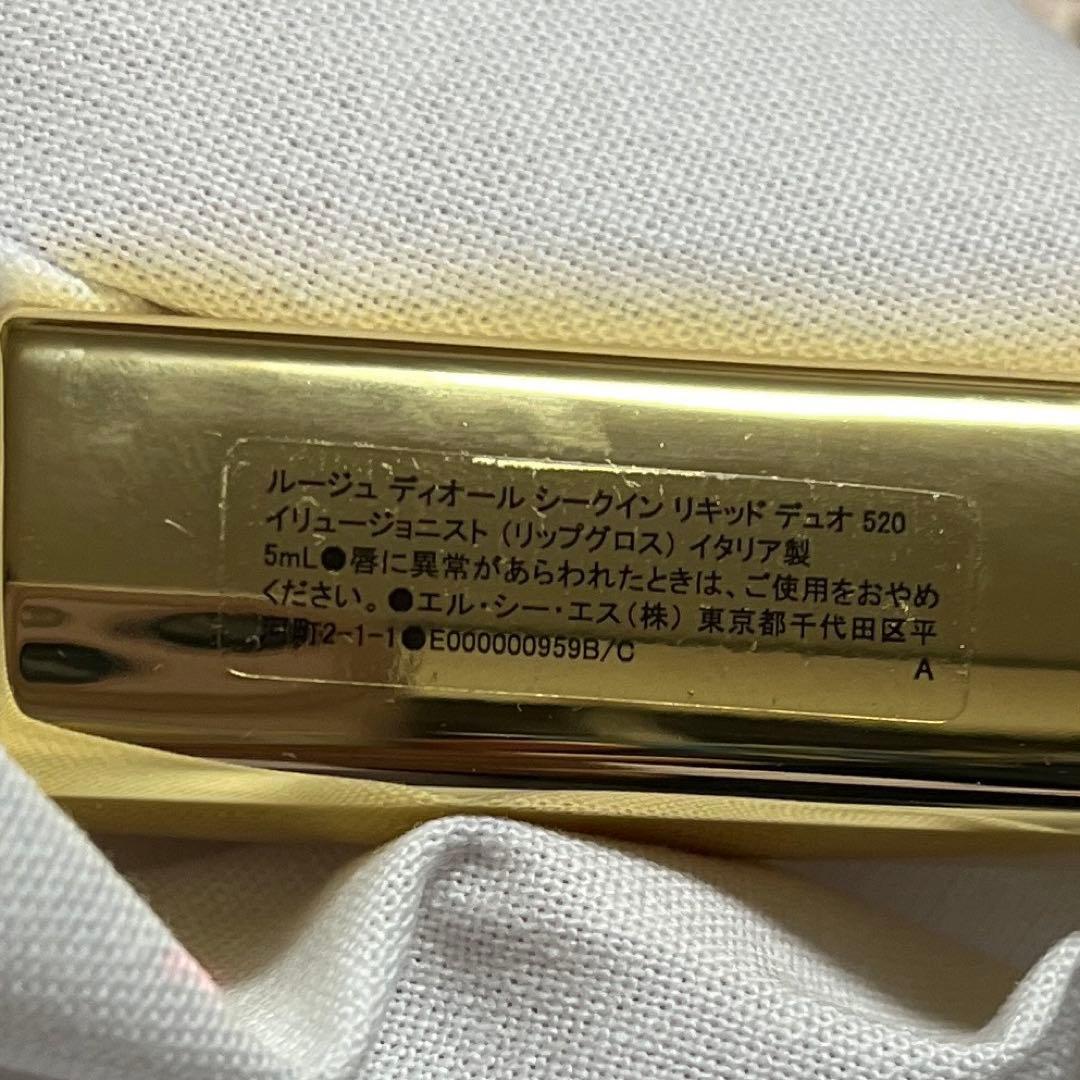 ルージュ ディオール シークイン リキッド デュオ 520
イリュージョニスト (リップグロス) イタリア製
5mL●唇に異常があらわれたときは、ご使用をおやめ
ください。●エル・シー・エス(株) 東京都千代田区平
河町2-1-1●E000000959B/C
A